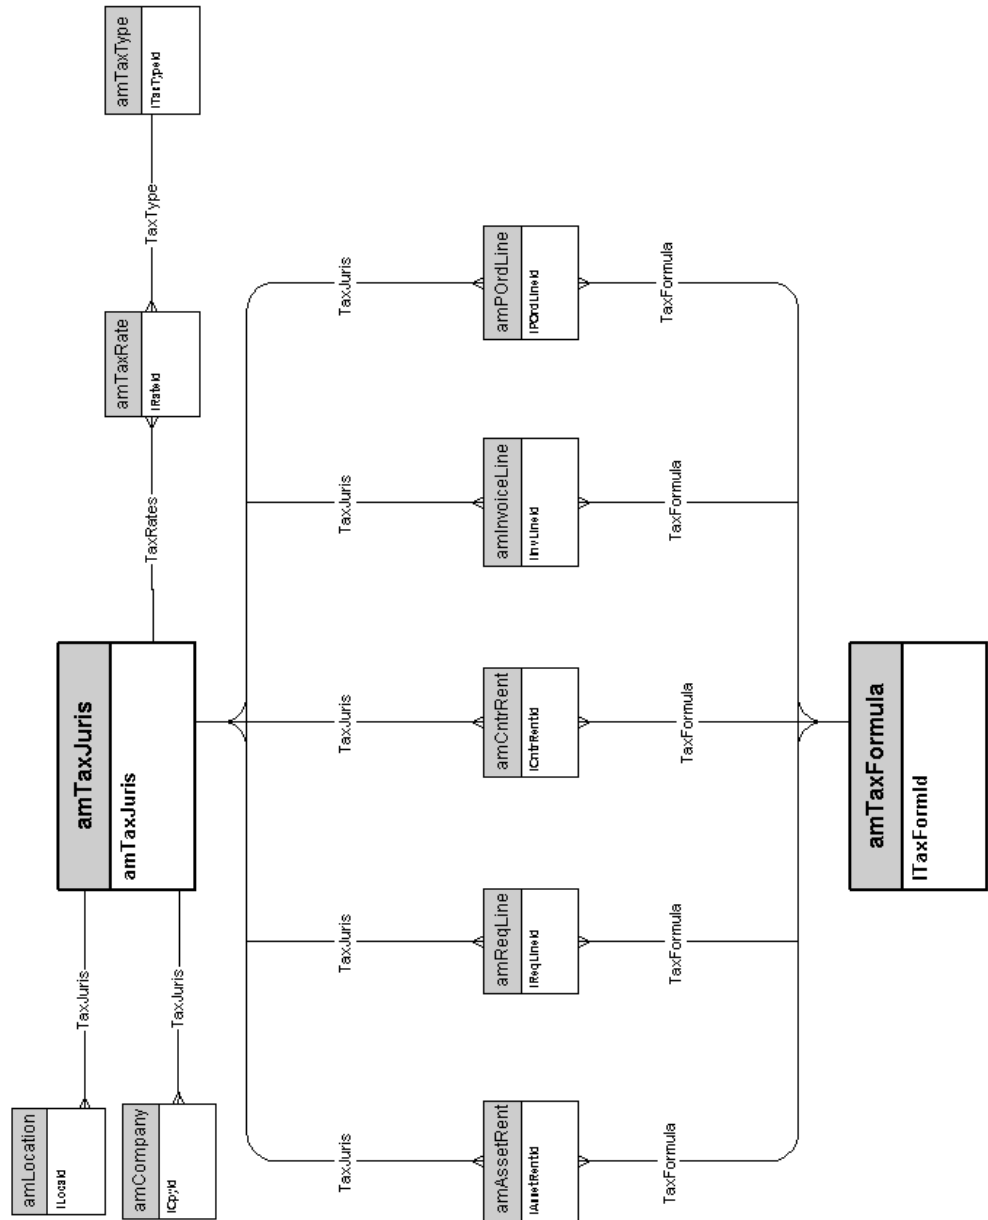 amLocation
lLocaId
TaxJuris
amCompany
lCpyId
TaxJuris
amTaxJuris
amTaxJuris
TaxRates
amTaxRate
lRateId
TaxType
amTaxType
lTaxTypeId
TaxJuris
TaxJuris
TaxJuris
TaxJuris
TaxJuris
amAssetRent
lAssetRentId
amReqLine
lReqLineId
amCntrRent
lCntrRentId
amInvoiceLine
lInvLineId
amPOrdLine
lPOrdLineId
TaxFormula
TaxFormula
TaxFormula
TaxFormula
TaxFormula
amTaxFormula
lTaxFormId